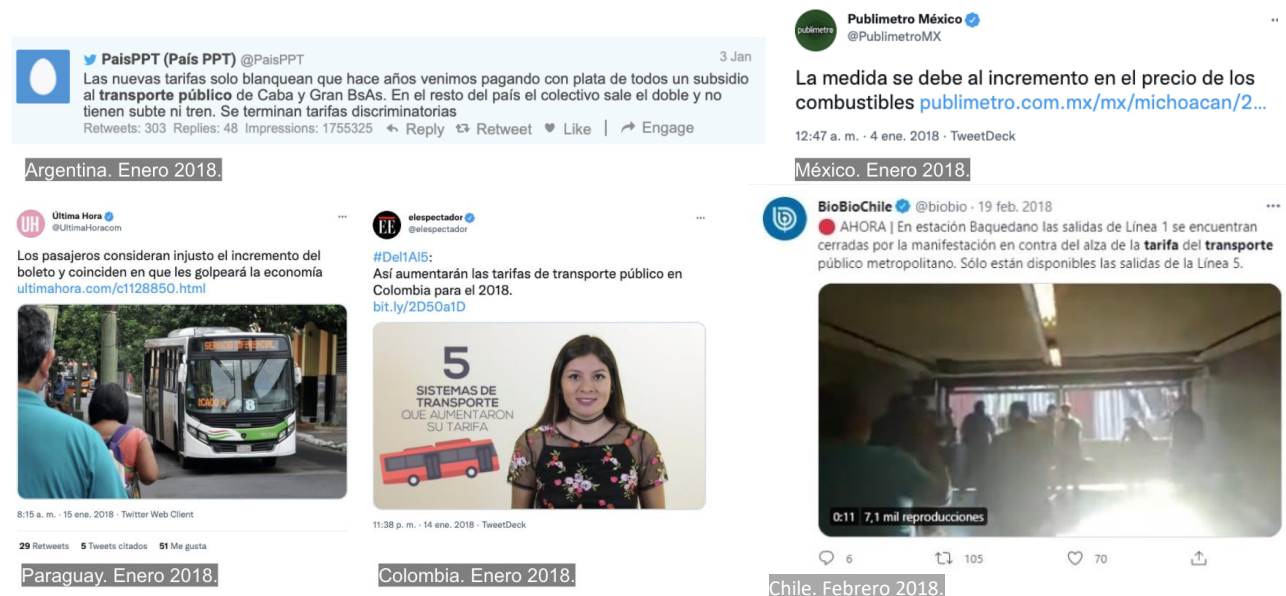 PaisPPT (País PPT) @PaisPPT 3 Jan
Las nuevas tarifas solo blanquean que hace años venimos pagando con plata de todos un subsidio
al transporte público de Caba y Gran BsAs. En el resto del país el colectivo sale el doble y no
tienen subte ni tren. Se terminan tarifas discriminatorias
Retweets: 303 Replies: 48 Impressions: 1755325 Reply Retweet Like | Engage
Argentina. Enero 2018.
publimetro
Publimetro México
@PublimetroMX
La medida se debe al incremento en el precio de los
combustibles publimetro.com.mx/mx/michoacan/2...
12:47 a. m. · 4 ene. 2018 · TweetDeck
México. Enero 2018.
UH
Última Hora
@UltimaHoracom
Los pasajeros consideran injusto el incremento del
boleto y coinciden en que les golpeará la economía
ultimahora.com/c1128850.html
SERVICIO DIFERENCIAL
8
8:15 a. m. · 15 ene. 2018 · Twitter Web Client
29 Retweets 5 Tweets citados 51 Me gusta
Paraguay. Enero 2018.
EE
elespectador
@elespectador
#Del1Al5:
Así aumentarán las tarifas de transporte público en
Colombia para el 2018.
bit.ly/2D50a1D
5
SISTEMAS DE
TRANSPORTE
QUE AUMENTARON
SU TARIFA
11:38 p. m. · 14 ene. 2018 · TweetDeck
Colombia. Enero 2018.
BioBioChile @biobio · 19 feb. 2018
AHORA | En estación Baquedano las salidas de Línea 1 se encuentran
cerradas por la manifestación en contra del alza de la tarifa del transporte
público metropolitano. Sólo están disponibles las salidas de la Línea 5.
0:11 7,1 mil reproducciones
6 105 70
Chile. Febrero 2018.